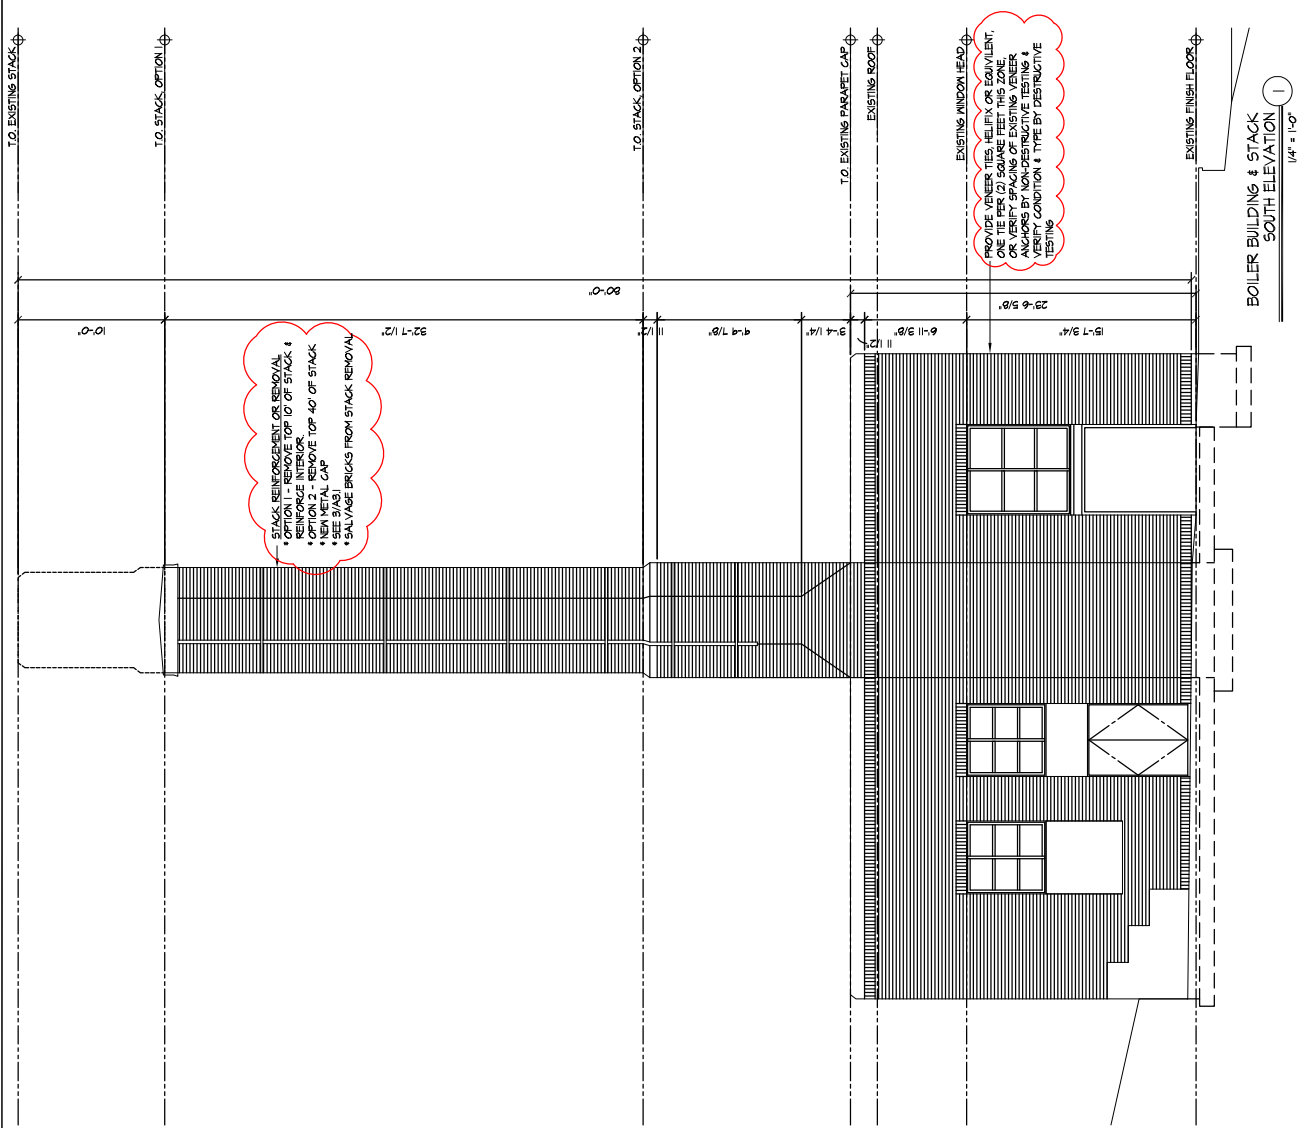 T.O. EXISTING STACK
T.O. STACK, OPTION 1
T.O. STACK, OPTION 2
T.O. EXISTING PARAPET CAP
EXISTING ROOF
EXISTING WINDOW HEAD
EXISTING FINISH FLOOR
PROVIDE VENEER TIES, HELIFIX OR EQUIVILENT,
ONE TIE PER (2) SQUARE FEET THIS ZONE,
OR VERIFY SPACING OF EXISTING VENEER
ANCHORS BY NON-DESTRUCTIVE TESTING &
VERIFY CONDITION & TYPE BY DESTRUCTIVE
TESTING
80'-0"
23'-6 5/8"
10'-0"
32'-7 1/2"
11 1/2"
9'-9 7/8"
3'-4 1/4"
11 1/2"
6'-11 3/8"
15'-7 3/4"
STACK REINFORCEMENT OR REMOVAL
* OPTION 1 - REMOVE TOP 10' OF STACK &
REINFORCE INTERIOR.
* OPTION 2 - REMOVE TOP 40' OF STACK
* NEW METAL CAP
* SEE 3/A3.1
* SALVAGE BRICKS FROM STACK REMOVAL
BOILER BUILDING & STACK
SOUTH ELEVATION
1
1/4" = 1'-0"